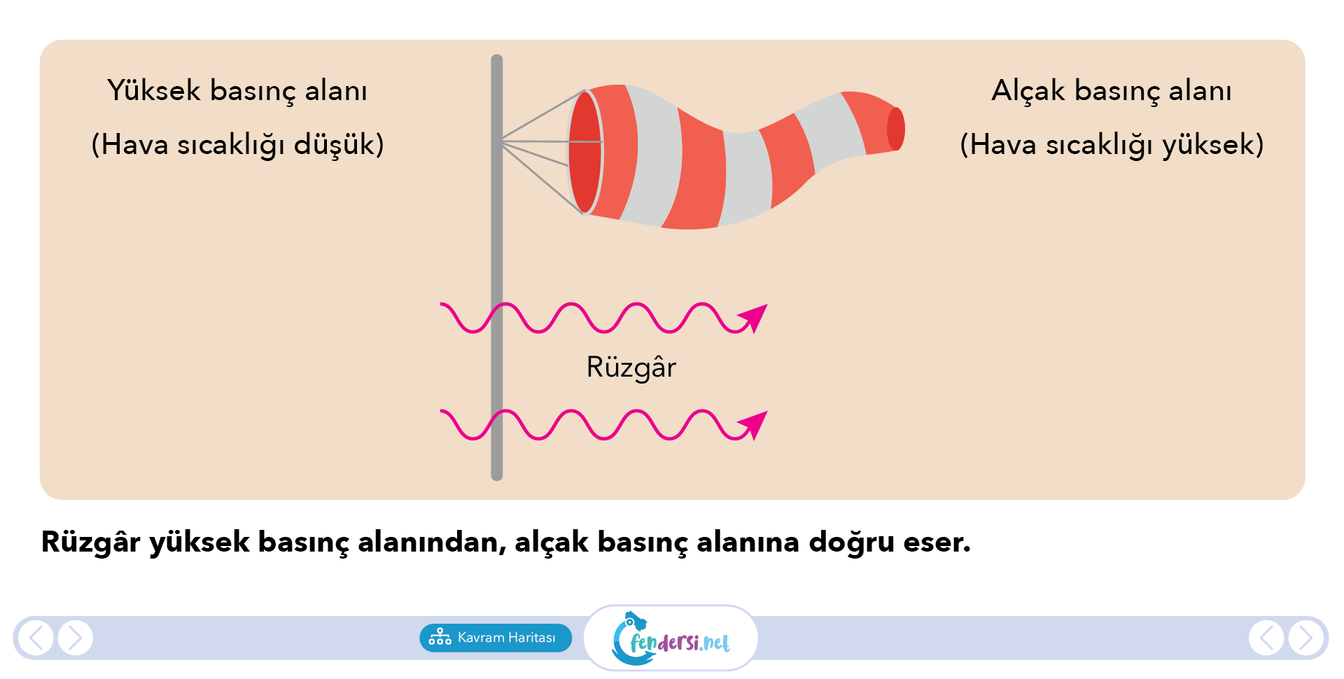 Yüksek basınç alanı
(Hava sıcaklığı düşük)
Alçak basınç alanı
(Hava sıcaklığı yüksek)
Rüzgâr
Rüzgâr yüksek basınç alanından, alçak basınç alanına doğru eser.
Kavram Haritası
fendersi.net